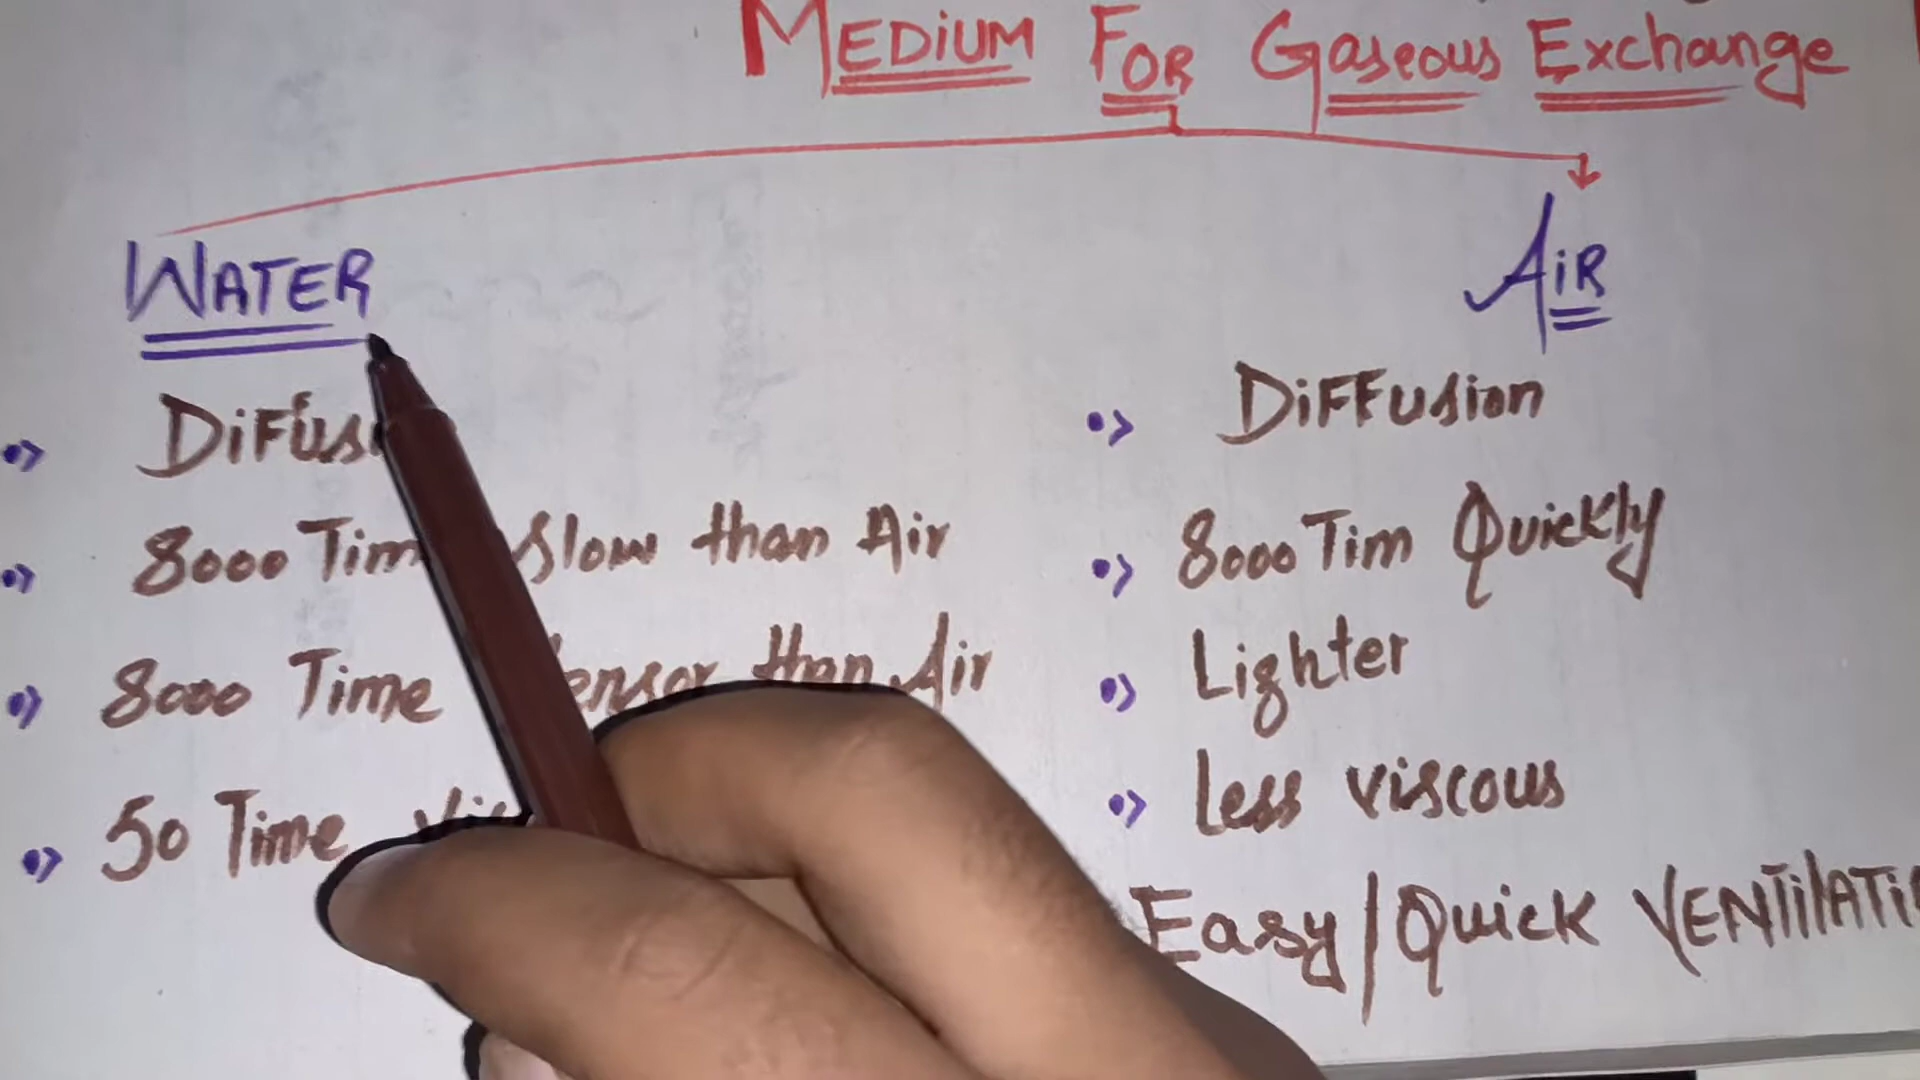 MEDIUM FOR Gaseous Exchange
WATER
Difusi
8000 Tim Slow than Air
8000 Time than Air
50 Time
AiR
DiFFusion
8000 Tim Quickly
Lighter
Less viscous
Easy/Quick VENTilATi